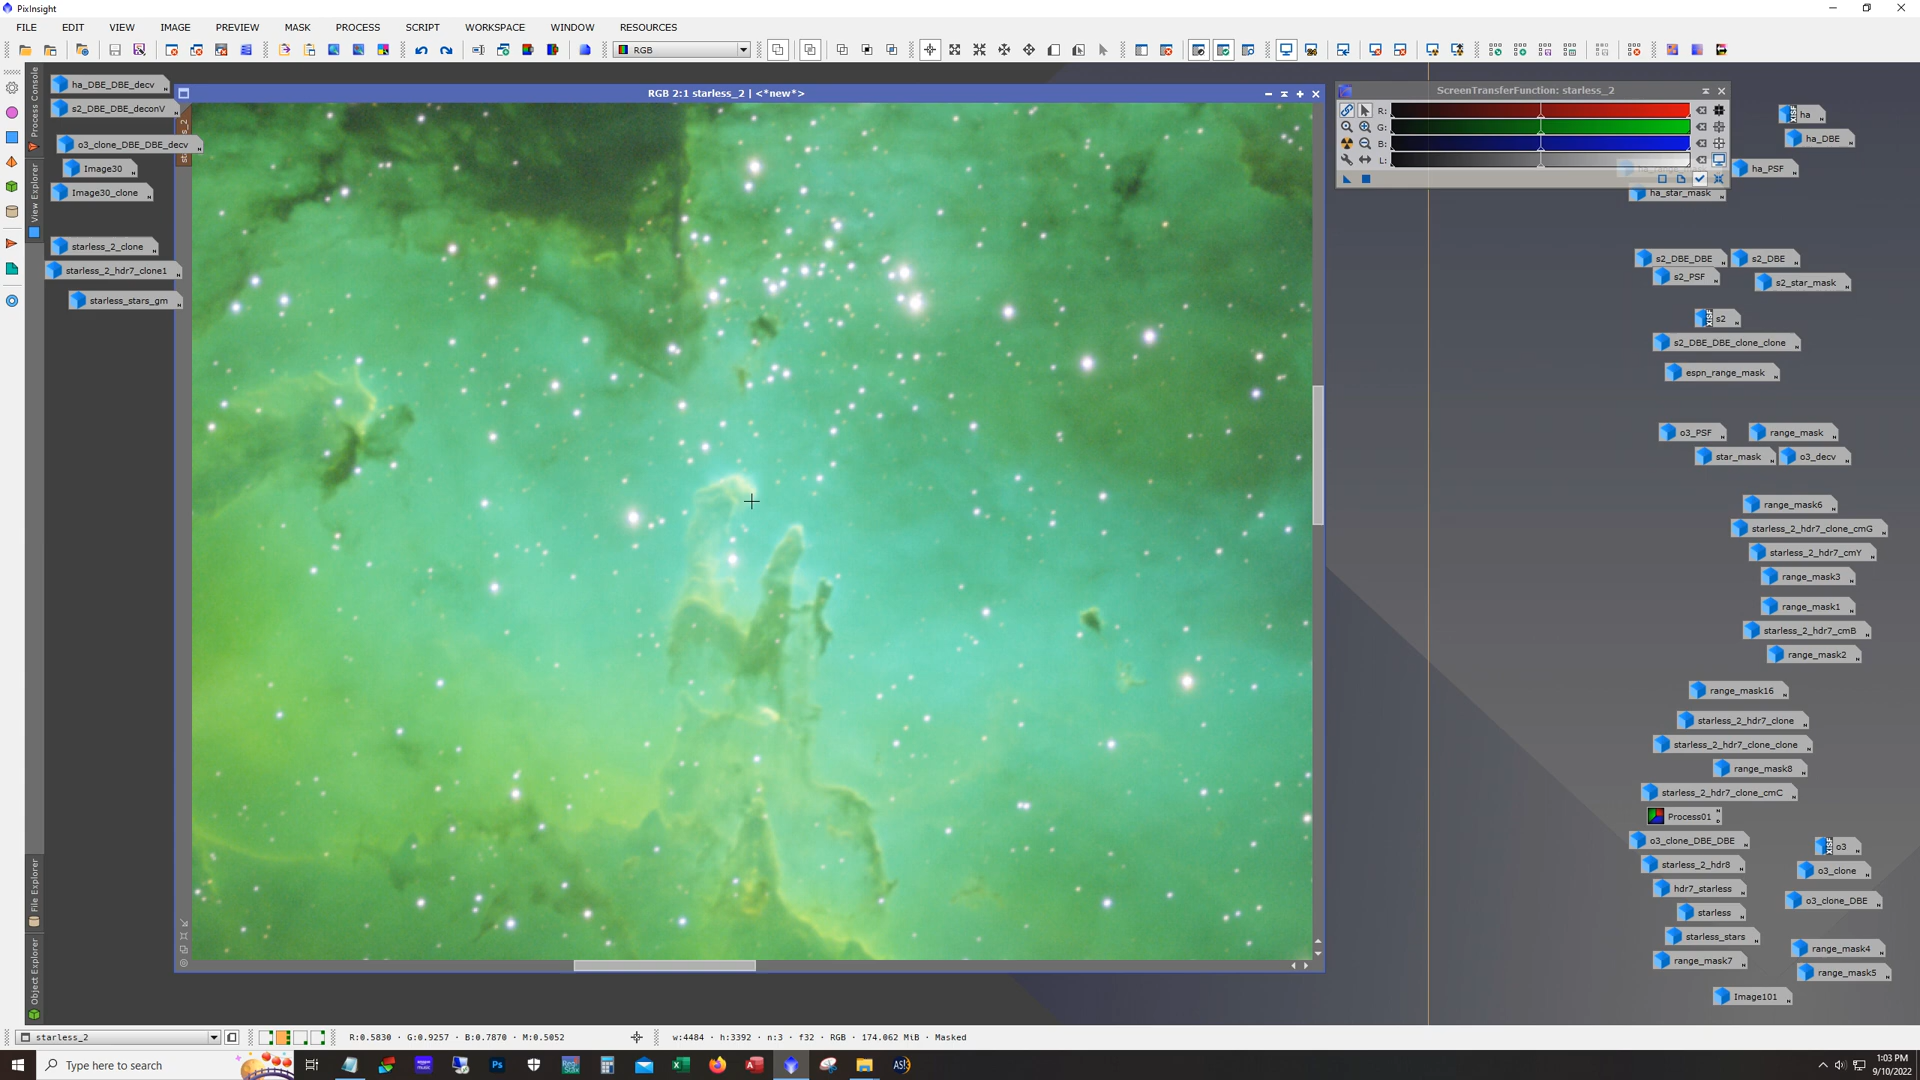 PixInsight
FILE EDIT VIEW IMAGE PROCESS PREVIEW MASK PROCESS SCRIPT WORKSPACE WINDOW RESOURCES
RGB
Process Console
View Explorer
File Explorer
Object Explorer
ha_DBE_DBE_decv
s2_DBE_DBE_deconV
o3_clone_DBE_DBE_decv
Image30
Image30_clone
starless_2_clone
starless_2_hdr7_clone1
starless_stars_gm
RGB 2:1 starless_2 | <*new*>
ScreenTransferFunction: starless_2
R:
G:
B:
L:
ha
ha_DBE
ha_PSF
ha_star_mask
s2_DBE_DBE
s2_DBE
s2_PSF
s2_star_mask
s2
s2_DBE_DBE_clone_clone
espn_range_mask
o3_PSF
range_mask
star_mask
o3_decv
range_mask6
starless_2_hdr7_clone_cmG
starless_2_hdr7_cmY
range_mask3
range_mask1
starless_2_hdr7_cmB
range_mask2
range_mask16
starless_2_hdr7_clone
starless_2_hdr7_clone_clone
range_mask8
starless_2_hdr7_clone_cmC
Process01
o3_clone_DBE_DBE
o3
starless_2_hdr8
o3_clone
hdr7_starless
o3_clone_DBE
starless
starless_stars
range_mask4
range_mask7
range_mask5
Image101
starless_2
R:0.5830 · G:0.9257 · B:0.7870 · M:0.5052
w:4484 · h:3392 · n:3 · f32 · RGB · 174.062 MiB · Masked
Type here to search
1:03 PM
9/10/2022